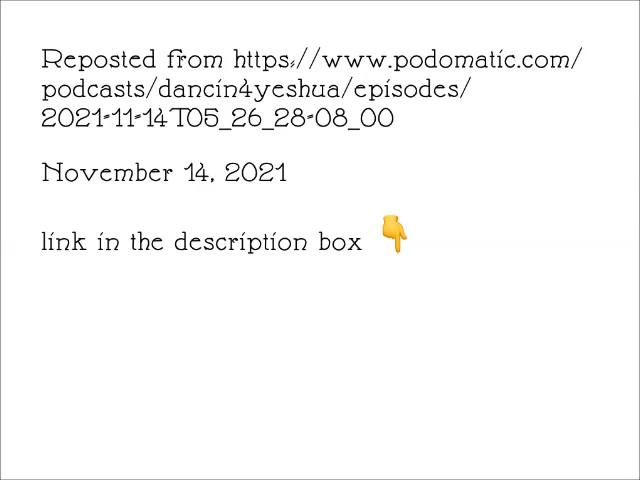 Reposted from https://www.podomatic.com/
podcasts/dancin4yeshua/episodes/
2021-11-14T05_26_28-08_00
November 14, 2021
link in the description box 👇